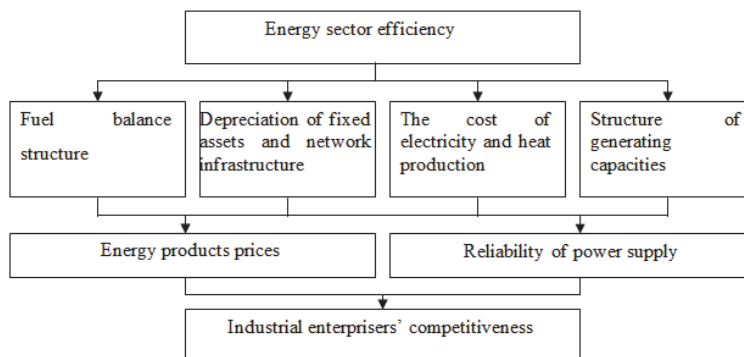 Energy sector efficiency
Fuel balance
structure
Depreciation of fixed
assets and network
infrastructure
The cost of
electricity and heat
production
Structure of
generating
capacities
Energy products prices
Reliability of power supply
Industrial enterprisers’ competitiveness